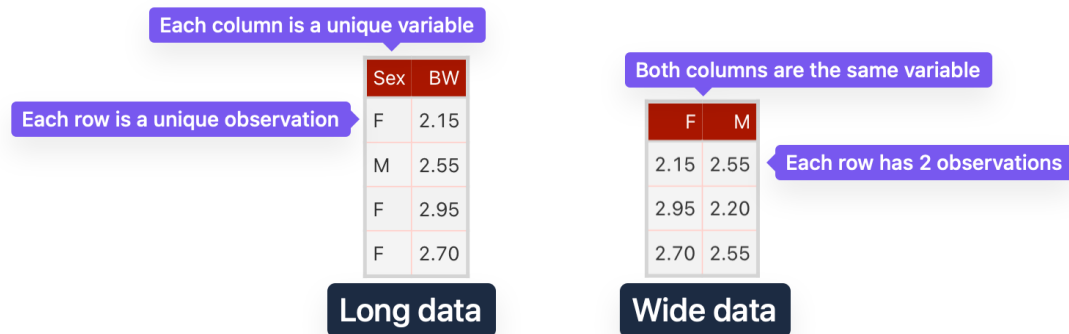 Each column is a unique variable
Sex BW
Each row is a unique observation
F 2.15
M 2.55
F 2.95
F 2.70
Long data
Both columns are the same variable
F M
2.15 2.55
Each row has 2 observations
2.95 2.20
2.70 2.55
Wide data